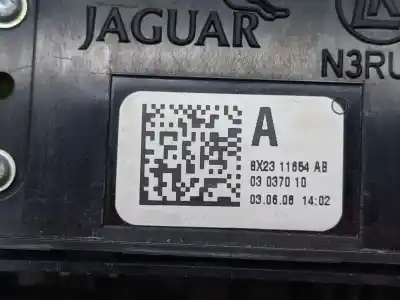 JAGUAR
N3RU
A
8X23 11654 AB
03 0370 10
03.06.08 14:02